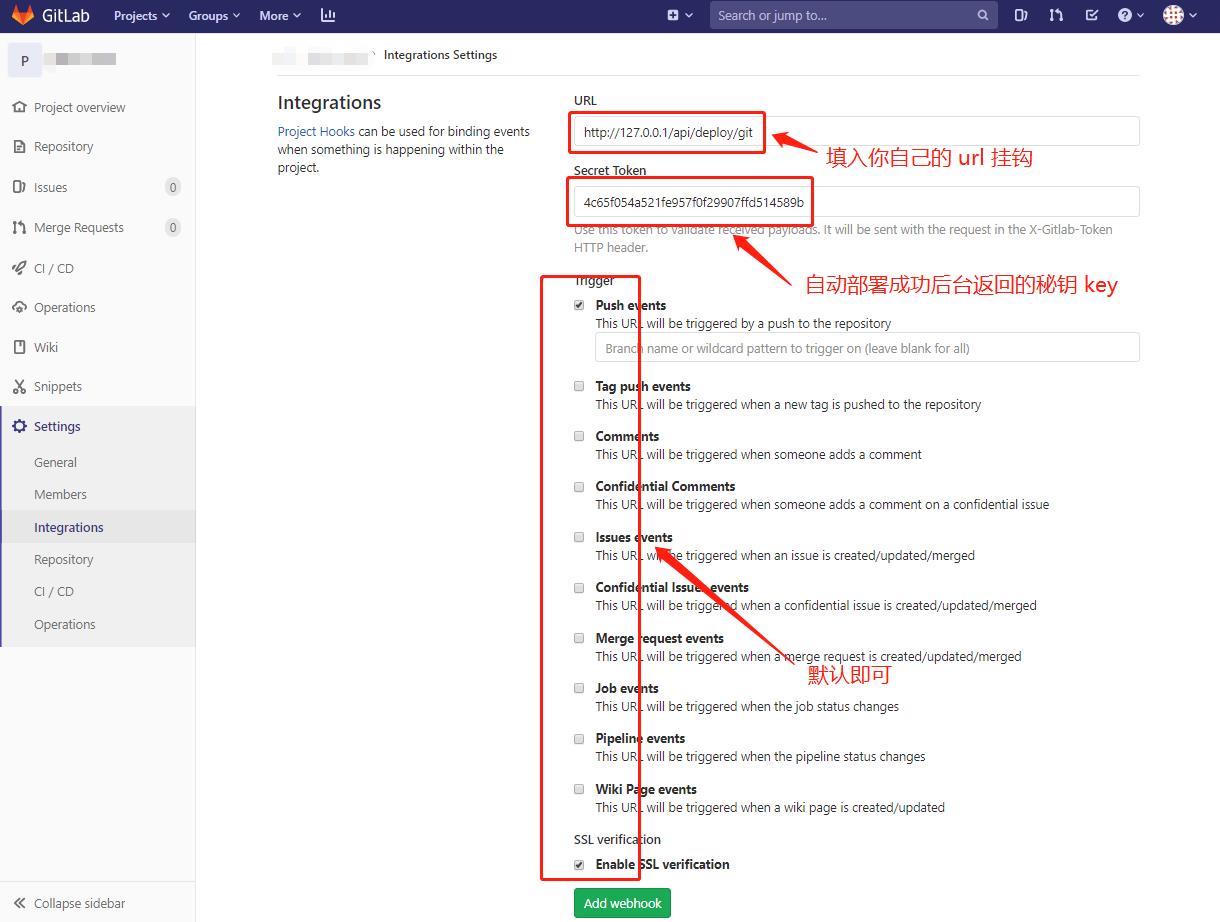 GitLab Projects Groups More Search or jump to...
P
Integrations Settings
Project overview
Repository
Issues 0
Merge Requests 0
CI / CD
Operations
Wiki
Snippets
Settings
General
Members
Integrations
Repository
CI / CD
Operations
Collapse sidebar
Integrations
Project Hooks can be used for binding events
when something is happening within the
project.
URL
http://127.0.0.1/api/deploy/git
填入你自己的 url 挂钩
Secret Token
4c65f054a521fe957f0f29907ffd514589b
Use this token to validate received payloads. It will be sent with the request in the X-Gitlab-Token
HTTP header.
自动部署成功后台返回的秘钥 key
Trigger
Push events
This URL will be triggered by a push to the repository
Branch name or wildcard pattern to trigger on (leave blank for all)
Tag push events
This URL will be triggered when a new tag is pushed to the repository
Comments
This URL will be triggered when someone adds a comment
Confidential Comments
This URL will be triggered when someone adds a comment on a confidential issue
Issues events
This URL will be triggered when an issue is created/updated/merged
Confidential Issues events
This URL will be triggered when a confidential issue is created/updated/merged
Merge request events
This URL will be triggered when a merge request is created/updated/merged
默认即可
Job events
This URL will be triggered when the job status changes
Pipeline events
This URL will be triggered when the pipeline status changes
Wiki Page events
This URL will be triggered when a wiki page is created/updated
SSL verification
Enable SSL verification
Add webhook